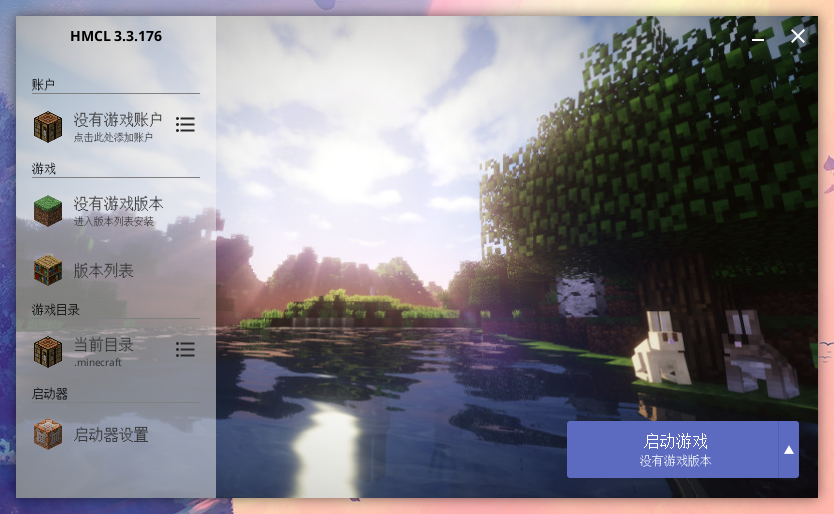 HMCL 3.3.176
账户
没有游戏账户
点击此处添加账户
游戏
没有游戏版本
进入版本列表安装
版本列表
游戏目录
当前目录
.minecraft
启动器
启动器设置
启动游戏
没有游戏版本